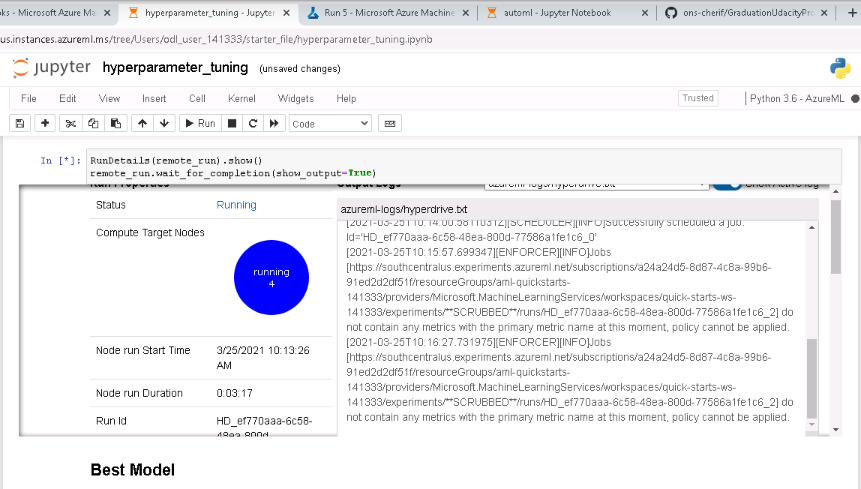 oks - Microsoft Azure Ma
hyperparameter_tuning - Jupyter
Run 5 - Microsoft Azure Machine
automl - Jupyter Notebook
ons-cherif/GraduationUdacityPro
us.instances.azureml.ms/tree/Users/odl_user_141333/starter_file/hyperparameter_tuning.ipynb
jupyter hyperparameter_tuning (unsaved changes)
File Edit View Insert Cell Kernel Widgets Help
Trusted
Python 3.6 - AzureML
Run
Code
In [*]:
RunDetails(remote_run).show()
remote_run.wait_for_completion(show_output=True)
Run Properties
Status Running
Compute Target Nodes
running
4
Node run Start Time 3/25/2021 10:13:26
AM
Node run Duration 0:03:17
Run Id HD_ef770aaa-6c58-
48ea-800d-
Output Logs
azureml-logs/hyperdrive.txt
Show Active log
azureml-logs/hyperdrive.txt
[2021-03-25T10:14:00.581103
1Z][SCHEDULER][INFO]Successfully scheduled a job.
Id='HD_ef770aaa-6c58-48ea-800d-77586a1fe1c6_0'
[2021-03-25T10:15:57.699347][ENFORCER][INFO]Jobs
[https://southcentralus.experiments.azureml.net/subscriptions/a24a24d5-8d87-4c8a-99b6-
91ed2d2df51f/resourceGroups/aml-quickstarts-
141333/providers/Microsoft.MachineLearningServices/workspaces/quick-starts-ws-
141333/experiments/**SCRUBBED**/runs/HD_ef770aaa-6c58-48ea-800d-77586a1fe1c6_2] do
not contain any metrics with the primary metric name at this moment, policy cannot be applied.
[2021-03-25T10:16:27.731975][ENFORCER][INFO]Jobs
[https://southcentralus.experiments.azureml.net/subscriptions/a24a24d5-8d87-4c8a-99b6-
91ed2d2df51f/resourceGroups/aml-quickstarts-
141333/providers/Microsoft.MachineLearningServices/workspaces/quick-starts-ws-
141333/experiments/**SCRUBBED**/runs/HD_ef770aaa-6c58-48ea-800d-77586a1fe1c6_2] do
not contain any metrics with the primary metric name at this moment, policy cannot be applied.
Best Model